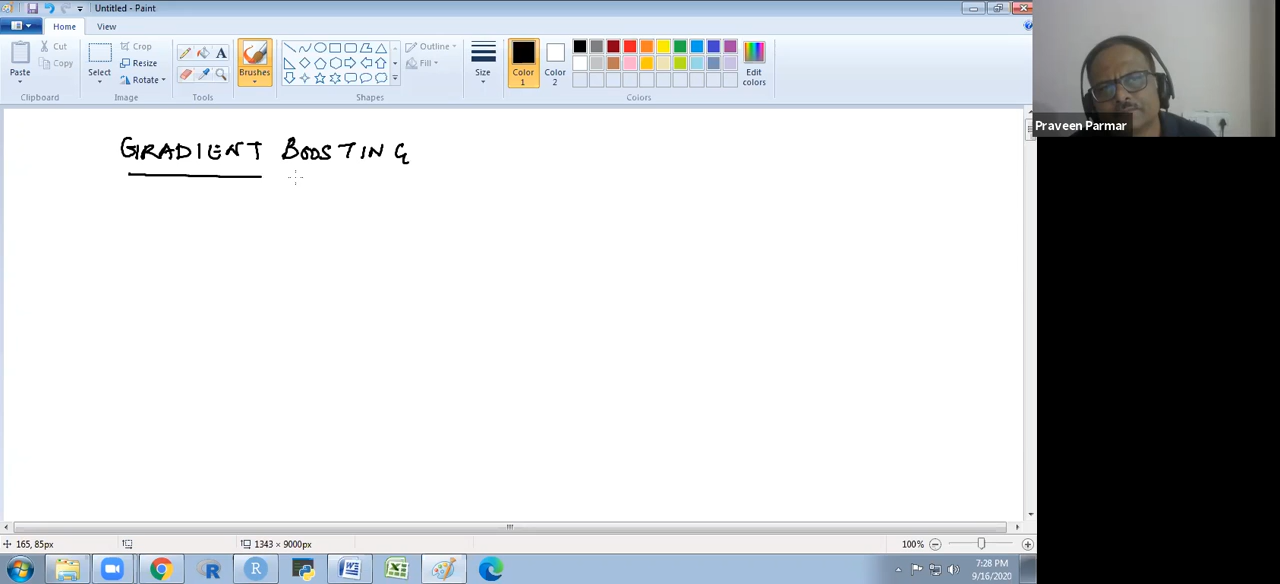 Untitled - Paint
Home View
Paste Cut Copy Clipboard
Select Crop Resize Rotate Image
Tools
Brushes
Outline Fill Shapes
Size
Color 1 Color 2 Edit colors Colors
Praveen Parmar
GRADIENT BOOSTING
165, 85px 1343 × 9000px 100%
7:28 PM
9/16/2020